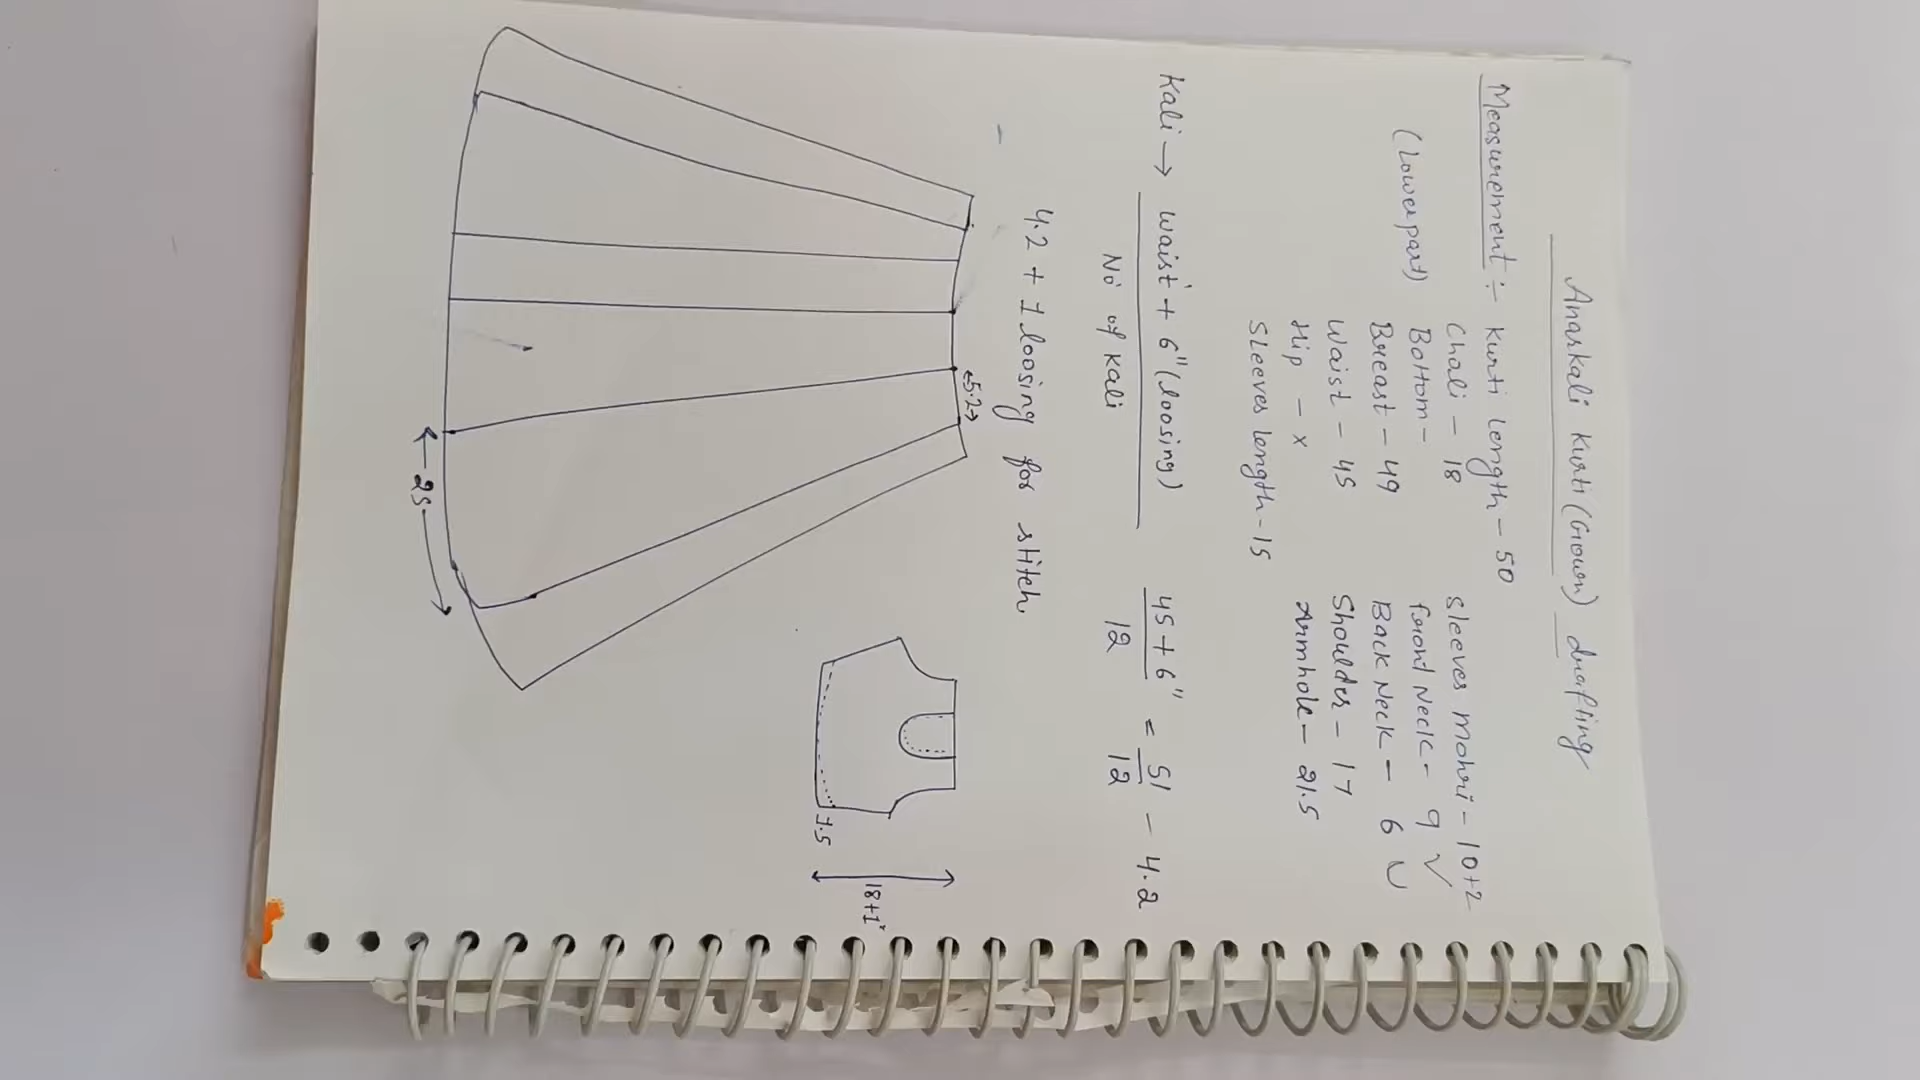 Anarkali Kurti (Gown) drafting
Measurement :- Kurti length - 50
Choli - 18
(Lower part) Bottom -
Breast - 49
Waist - 45
Hip - x
Sleeves length - 15
Sleeves Mohri - 10+2
front Neck - 9 V
Back Neck - 6 U
Shoulder - 17
Armhole - 21.5
Kali → waist + 6" (loosing)
No of Kali
45 + 6" = 51 - 4.2
12 12
4.2 + 1 loosing for stitch
5.2
25
1.5
18+1"